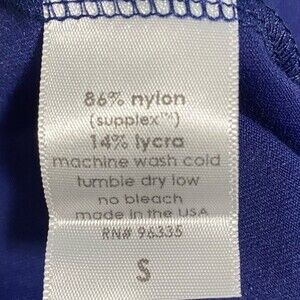 86% nylon
(supplex™)
14% lycra
machine wash cold
tumble dry low
no bleach
made in the USA
RN# 96335
S